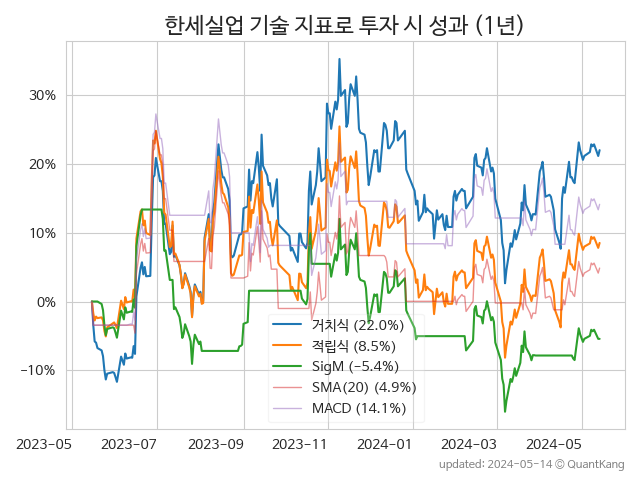 한세실업 기술 지표로 투자 시 성과 (1년)
30%
20%
10%
0%
−10%
거치식 (22.0%)
적립식 (8.5%)
SigM (−5.4%)
SMA(20) (4.9%)
MACD (14.1%)
2023-05
2023-07
2023-09
2023-11
2024-01
2024-03
2024-05
updated: 2024-05-14 © QuantKang